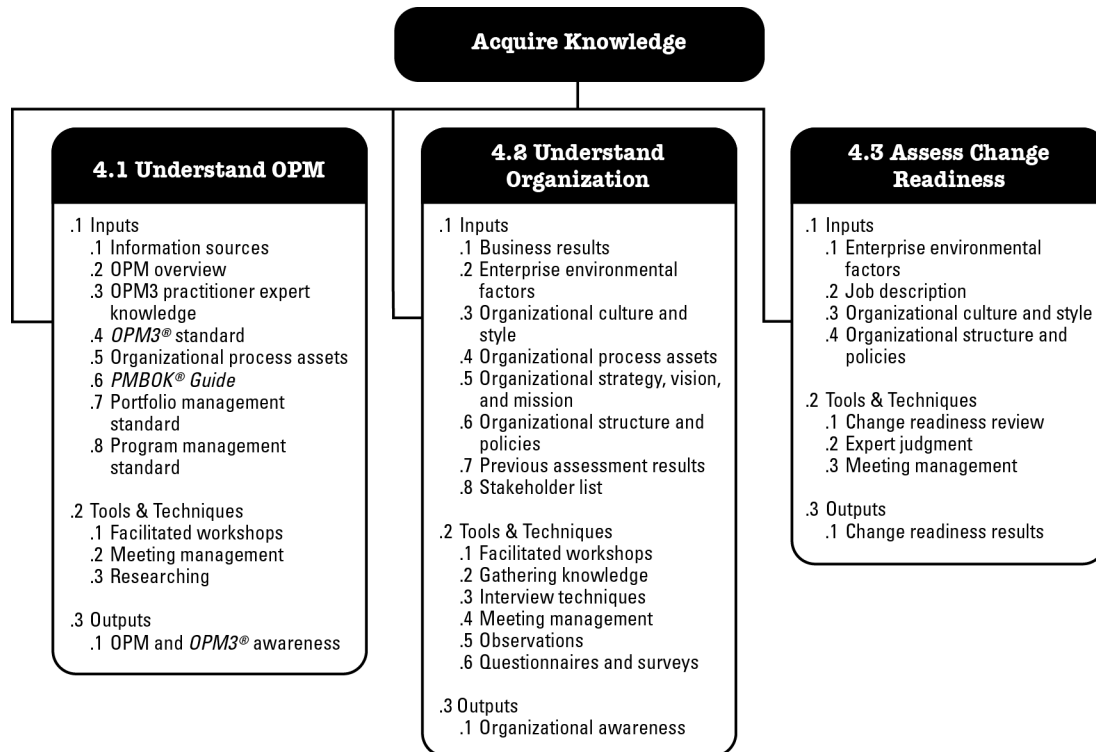 Acquire Knowledge
4.1 Understand OPM
.1 Inputs
.1 Information sources
.2 OPM overview
.3 OPM3 practitioner expert
knowledge
.4 OPM3® standard
.5 Organizational process assets
.6 PMBOK® Guide
.7 Portfolio management
standard
.8 Program management
standard
.2 Tools & Techniques
.1 Facilitated workshops
.2 Meeting management
.3 Researching
.3 Outputs
.1 OPM and OPM3® awareness
4.2 Understand
Organization
.1 Inputs
.1 Business results
.2 Enterprise environmental
factors
.3 Organizational culture and
style
.4 Organizational process assets
.5 Organizational strategy, vision,
and mission
.6 Organizational structure and
policies
.7 Previous assessment results
.8 Stakeholder list
.2 Tools & Techniques
.1 Facilitated workshops
.2 Gathering knowledge
.3 Interview techniques
.4 Meeting management
.5 Observations
.6 Questionnaires and surveys
.3 Outputs
.1 Organizational awareness
4.3 Assess Change
Readiness
.1 Inputs
.1 Enterprise environmental
factors
.2 Job description
.3 Organizational culture and style
.4 Organizational structure and
policies
.2 Tools & Techniques
.1 Change readiness review
.2 Expert judgment
.3 Meeting management
.3 Outputs
.1 Change readiness results